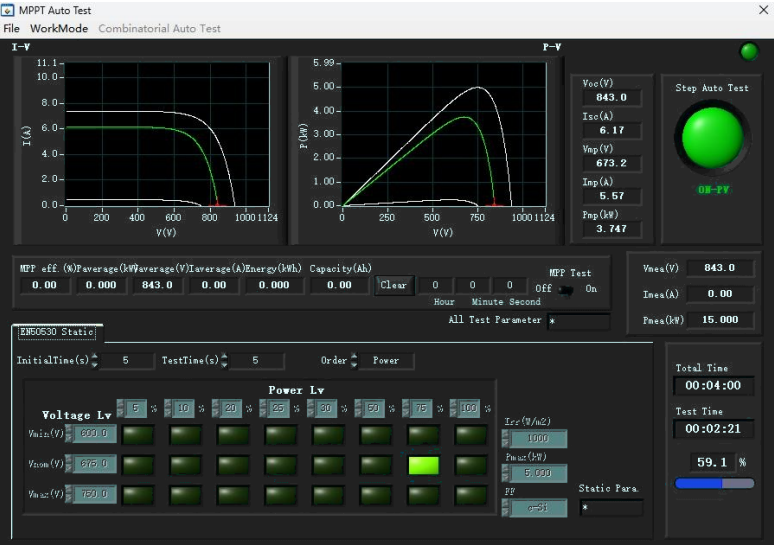 MPPT Auto Test
File WorkMode Combinatorial Auto Test
I-V P-V
11.1
10.0
8.0
6.0
4.0
2.0
0.0
I(A)
0 200 400 600 800 1000 1124
V(V)
5.99
5.00
4.00
3.00
2.00
1.00
0.00
P(kW)
0 250 500 750 1000 1124
V(V)
Voc(V)
843.0
Isc(A)
6.17
Vmp(V)
673.2
Imp(A)
5.57
Pmp(kW)
3.747
Step Auto Test
ON-PV
MPP eff.(%) Paverage(kW) Vaverage(V) Iaverage(A) Energy(kWh) Capacity(Ah)
0.00 0.000 843.0 0.00 0.000 0.00 Clear 0 0 0
Hour Minute Second
MPP Test
Off On
Vmea(V) 843.0
Imea(A) 0.00
Pmea(kW) 15.000
All Test Parameter *
EN50530 Static
InitialTime(s) 5 TestTime(s) 5 Order Power
Power Lv
Voltage Lv 5 % 10 % 20 % 25 % 30 % 50 % 75 % 100 %
Vmin(V) 600.0
Vnom(V) 675.0
Vmax(V) 750.0
Irr(W/m2)
1000
Pmax(kW)
5.000
FF
c-Si
Static Para.
*
Total Time
00:04:00
Test Time
00:02:21
59.1 %